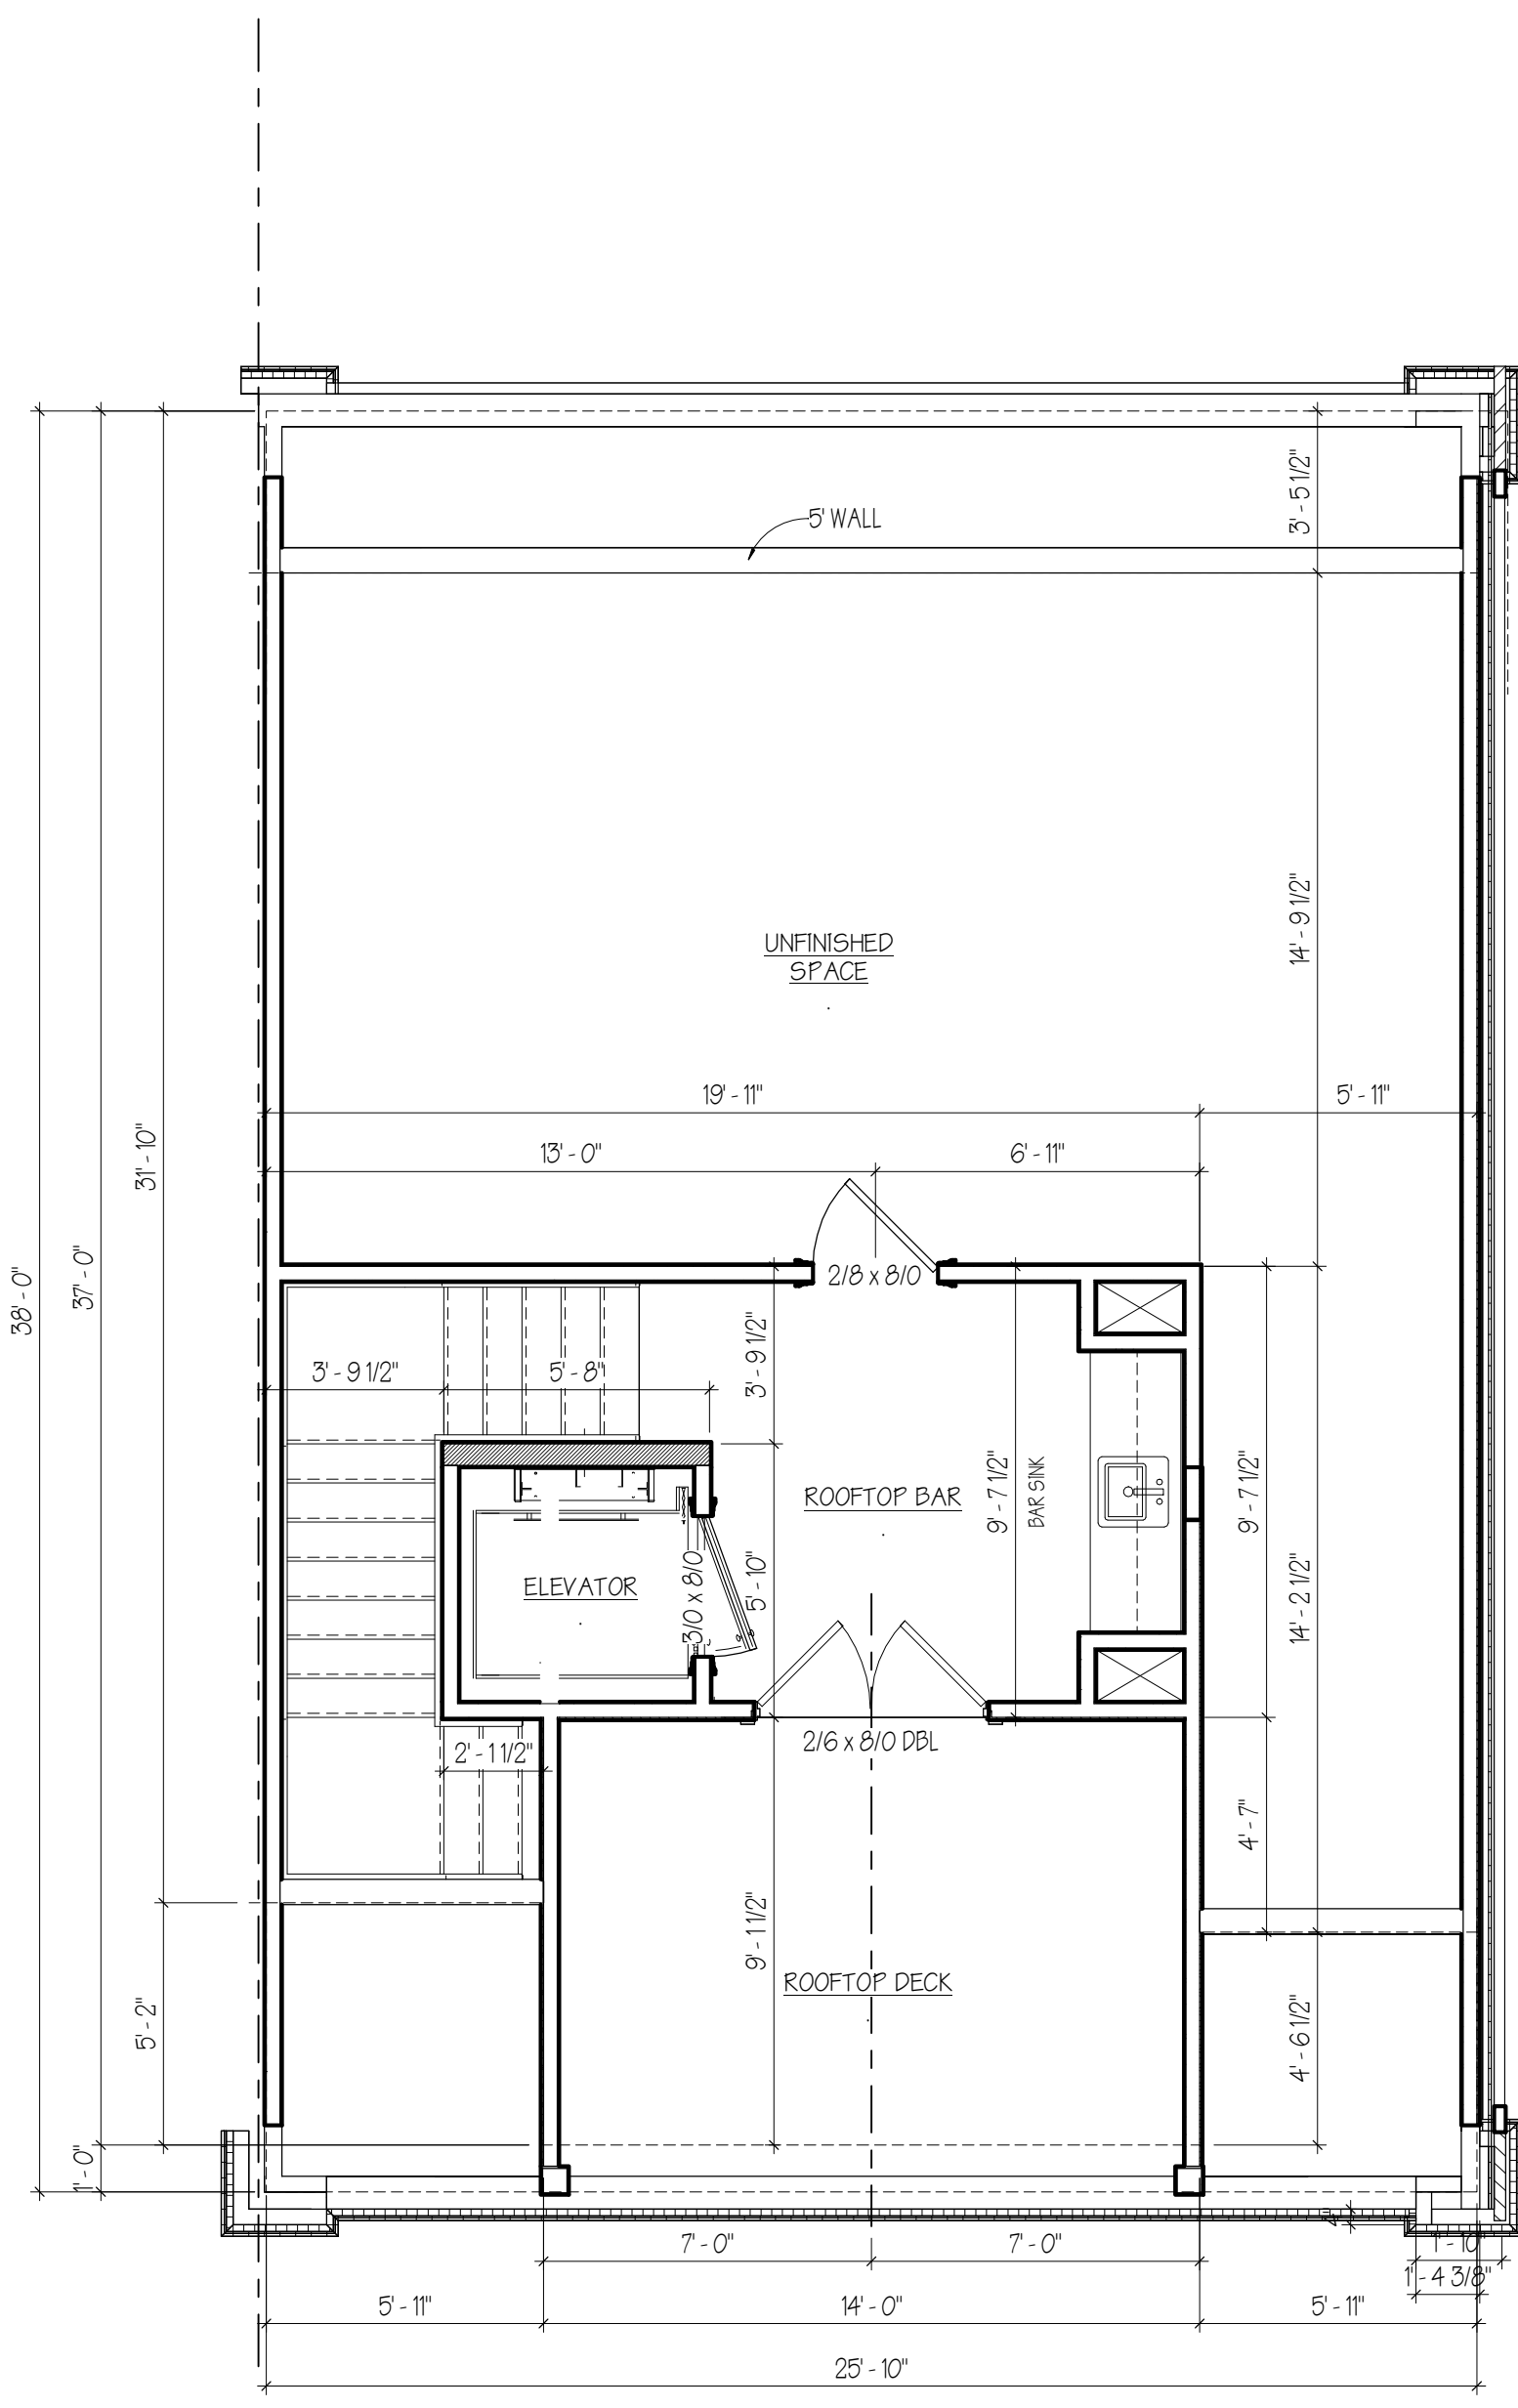 5' WALL
3' - 5 1/2"
14' - 9 1/2"
UNFINISHED
SPACE
19' - 11"
5' - 11"
13' - 0"
6' - 11"
31' - 10"
37' - 0"
38' - 0"
2/8 x 8/0
3' - 9 1/2"
5' - 8"
3' - 9 1/2"
9' - 7 1/2"
BAR SINK
9' - 7 1/2"
ROOFTOP BAR
ELEVATOR
3/0 x 8/0
5' - 10"
14' - 2 1/2"
2/6 x 8/0 DBL
2' - 1 1/2"
4' - 7"
9' - 1 1/2"
ROOFTOP DECK
5' - 2"
4' - 6 1/2"
1' - 0"
7' - 0"
7' - 0"
1' - 10"
1' - 4 3/8"
5' - 11"
14' - 0"
5' - 11"
25' - 10"